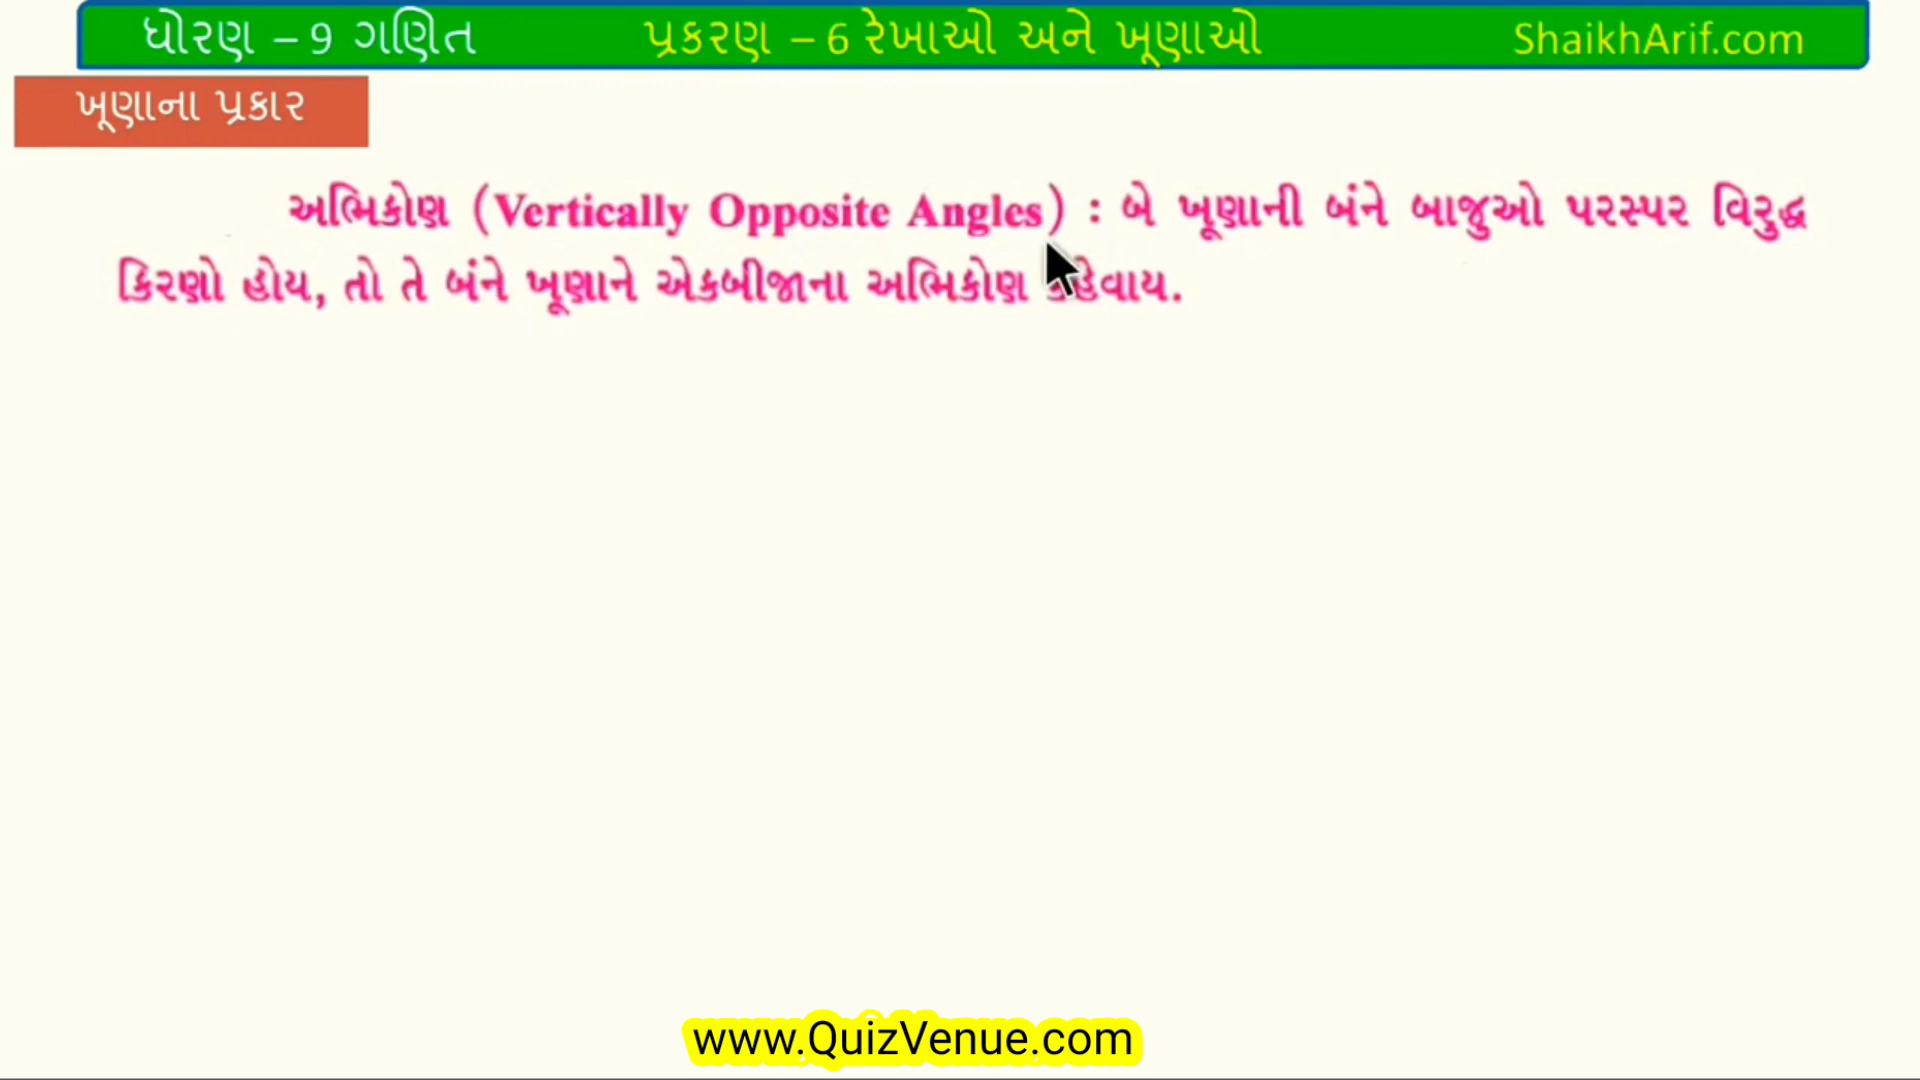 ધોરણ – 9 ગણિત પ્રકરણ – 6 રેખાઓ અને ખૂણાઓ ShaikhArif.com
ખૂણાના પ્રકાર
અભિકોણ (Vertically Opposite Angles) : બે ખૂણાની બંને બાજુઓ પરસ્પર વિરુદ્ધ
કિરણો હોય, તો તે બંને ખૂણાને એકબીજાના અભિકોણ કહેવાય.
www.QuizVenue.com